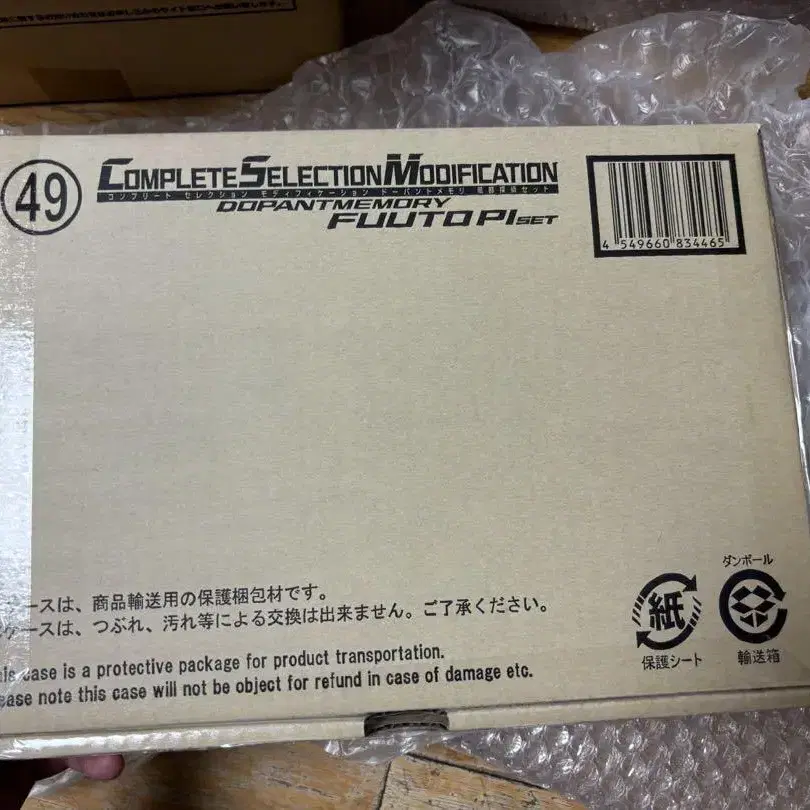 49
COMPLETE SELECTION MODIFICATION
コンプリート セレクション モディフィケーション ドーパントメモリ 風都探偵セット
DOPANTMEMORY
FUUTO PI SET
4 549660 834465
ースは、商品輸送用の保護梱包材です。
ケースは、つぶれ、汚れ等による交換は出来ません。ご了承ください。
case is a protective package for product transportation.
ease note this case will not be object for refund in case of damage etc.
紙
保護シート
ダンボール
輸送箱